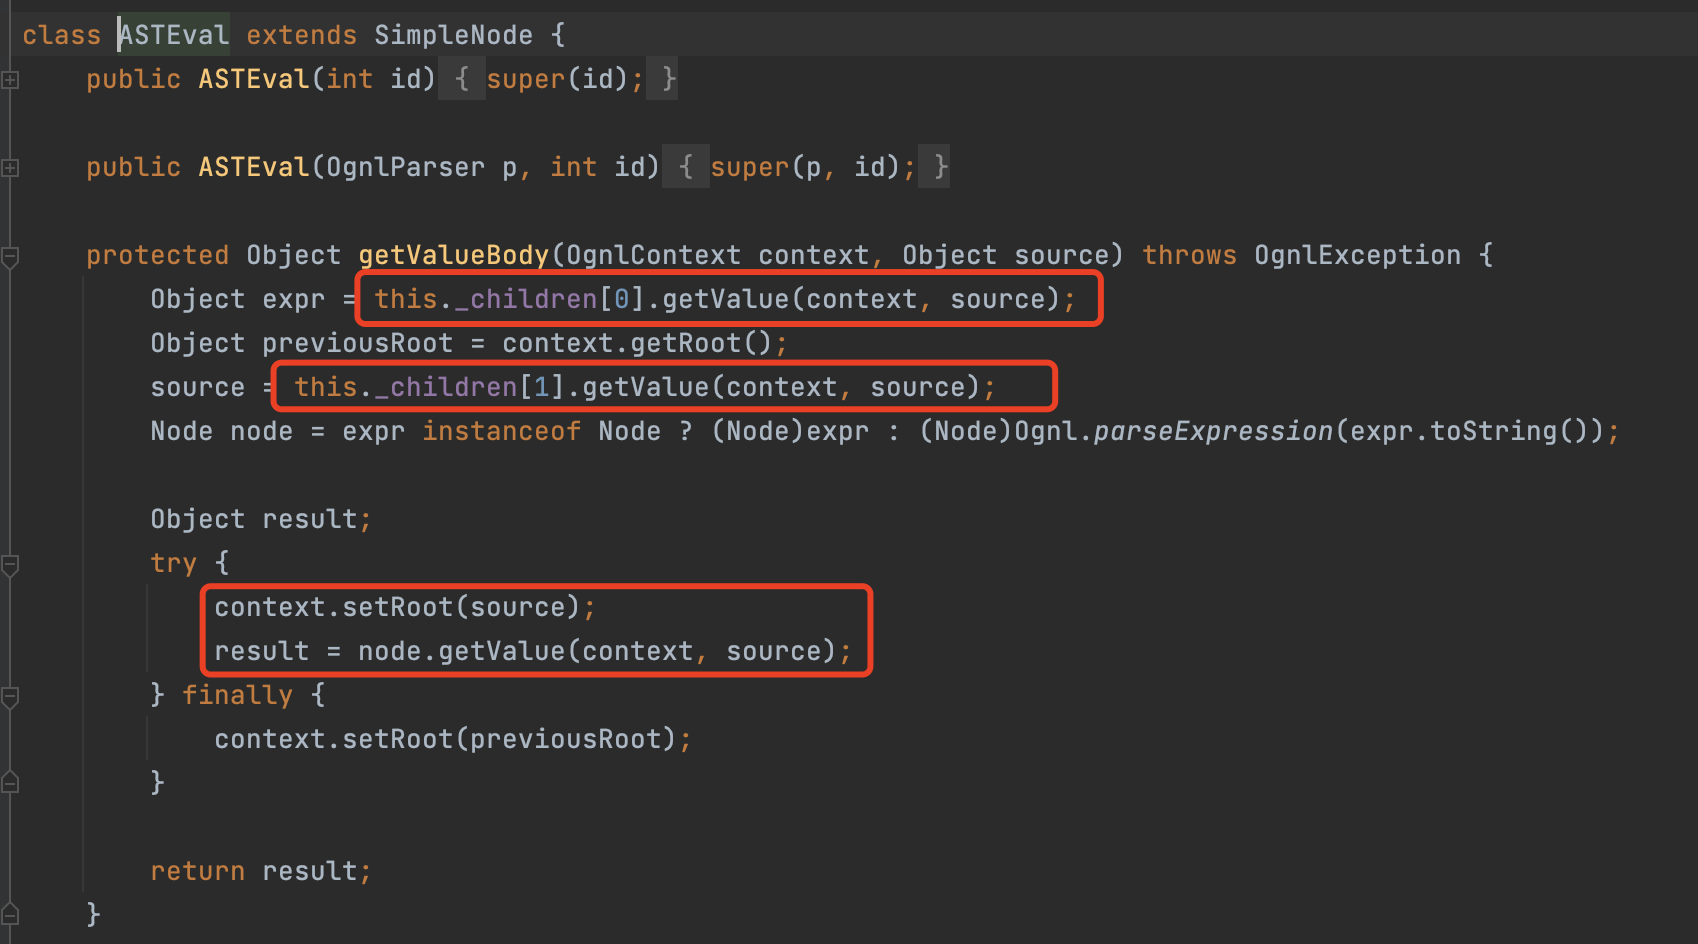 class ASTEval extends SimpleNode {
public ASTEval(int id) { super(id); }
public ASTEval(OgnlParser p, int id) { super(p, id); }
protected Object getValueBody(OgnlContext context, Object source) throws OgnlException {
Object expr = this._children[0].getValue(context, source);
Object previousRoot = context.getRoot();
source = this._children[1].getValue(context, source);
Node node = expr instanceof Node ? (Node)expr : (Node)Ognl.parseExpression(expr.toString());
Object result;
try {
context.setRoot(source);
result = node.getValue(context, source);
} finally {
context.setRoot(previousRoot);
}
return result;
}